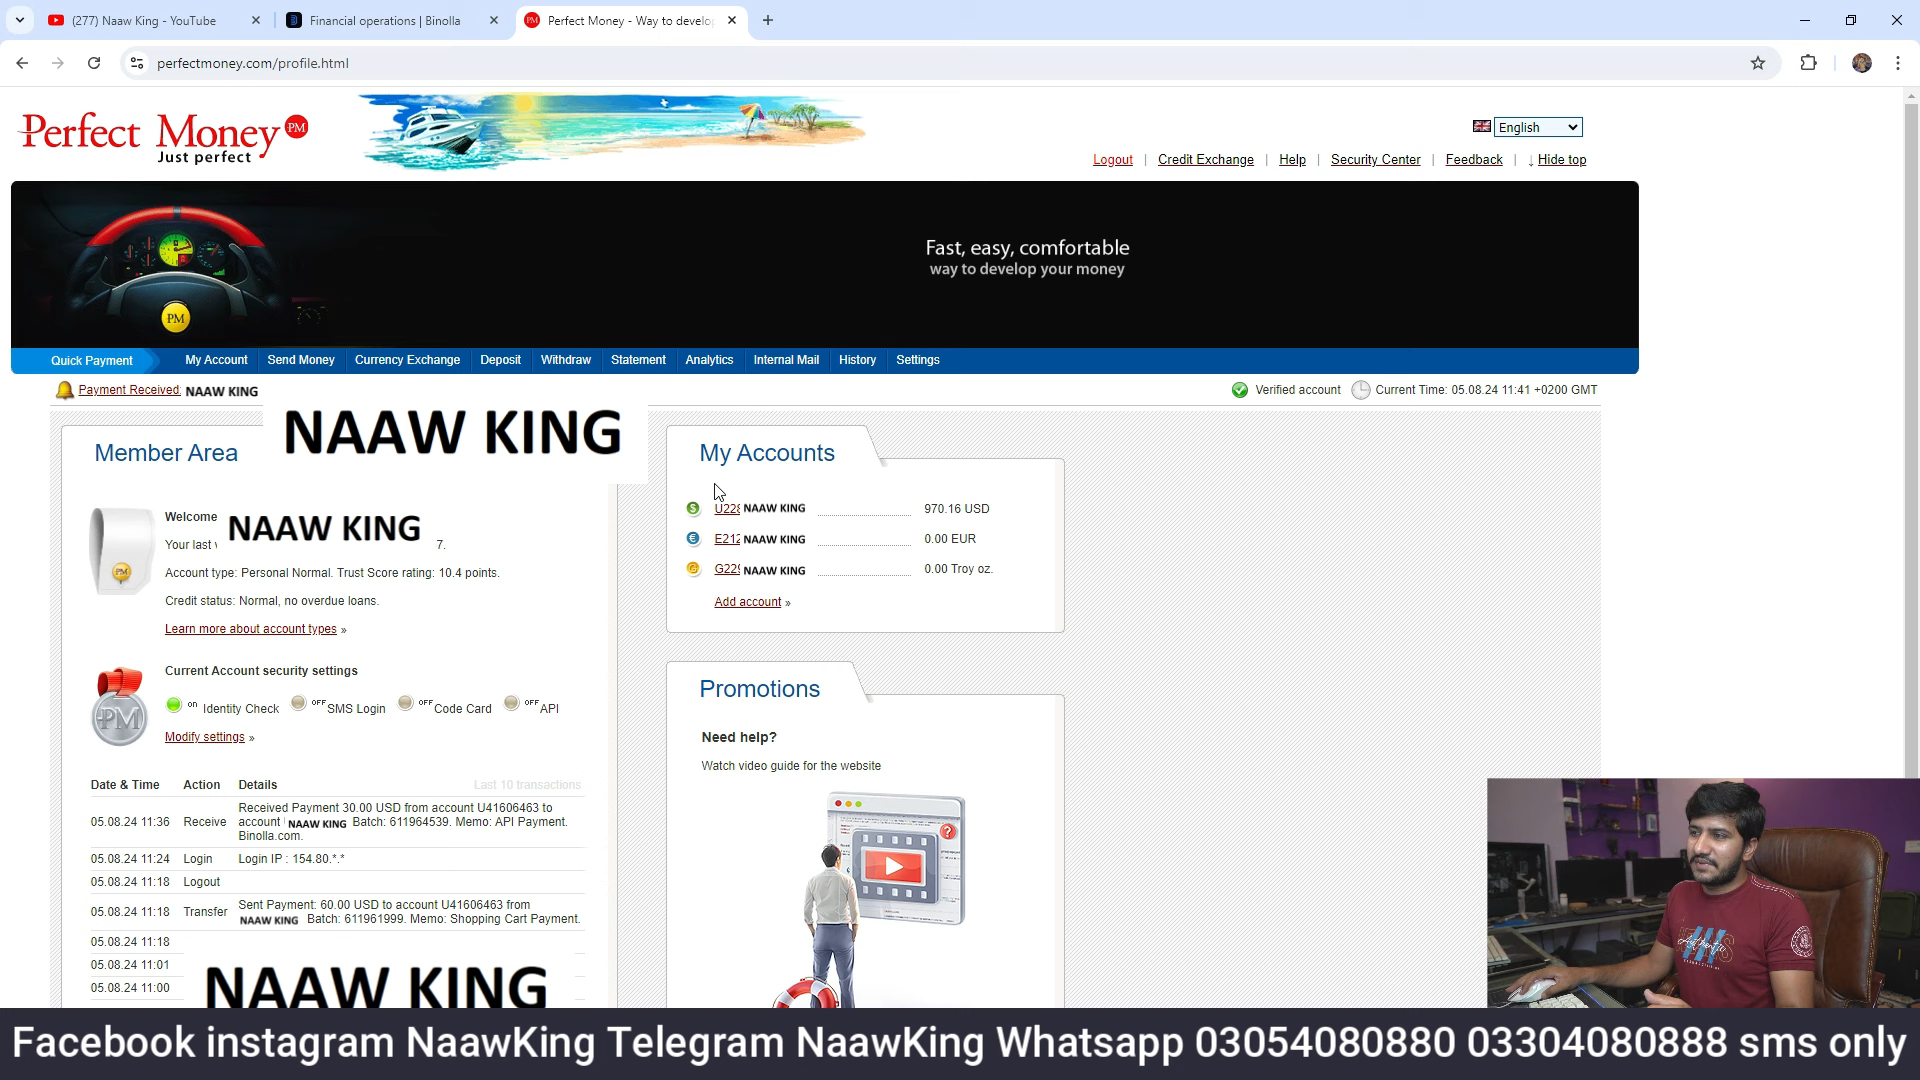 (277) Naaw King - YouTube
Financial operations | Binolla
Perfect Money - Way to develo
perfectmoney.com/profile.html
Perfect Money PM
Just perfect
English
Logout | Credit Exchange | Help | Security Center | Feedback | ↓ Hide top
Fast, easy, comfortable
way to develop your money
PM
Quick Payment My Account Send Money Currency Exchange Deposit Withdraw Statement Analytics Internal Mail History Settings
Payment Received: NAAW KING
Verified account Current Time: 05.08.24 11:41 +0200 GMT
NAAW KING
Member Area
Welcome NAAW KING
Your last 7.
Account type: Personal Normal. Trust Score rating: 10.4 points.
Credit status: Normal, no overdue loans.
Learn more about account types »
PM
Current Account security settings
on Identity Check OFF SMS Login OFF Code Card OFF API
Modify settings »
Date & Time Action Details Last 10 transactions
05.08.24 11:36 Receive Received Payment 30.00 USD from account U41606463 to
account NAAW KING Batch: 611964539. Memo: API Payment.
Binolla.com.
05.08.24 11:24 Login Login IP : 154.80.*.*
05.08.24 11:18 Logout
05.08.24 11:18 Transfer Sent Payment: 60.00 USD to account U41606463 from
NAAW KING Batch: 611961999. Memo: Shopping Cart Payment.
05.08.24 11:18
05.08.24 11:01
05.08.24 11:00
NAAW KING
My Accounts
U228 NAAW KING 970.16 USD
E212 NAAW KING 0.00 EUR
G229 NAAW KING 0.00 Troy oz.
Add account »
Promotions
Need help?
Watch video guide for the website
Authentic
Facebook instagram NaawKing Telegram NaawKing Whatsapp 03054080880 03304080888 sms only